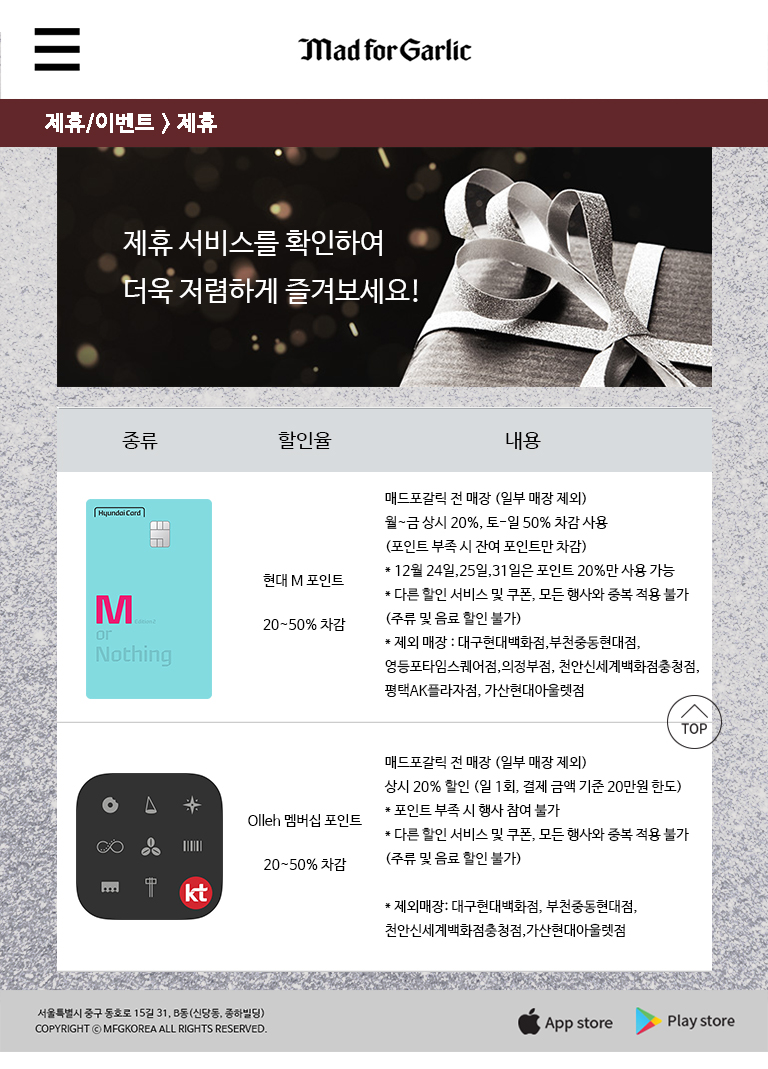 Mad for Garlic
제휴/이벤트 > 제휴
제휴 서비스를 확인하여
더욱 저렴하게 즐겨보세요!
종류 할인율 내용
HyundaiCard
M
or
Nothing
현대 M 포인트
20~50% 차감
매드포갈릭 전 매장 (일부 매장 제외)
월~금 상시 20%, 토-일 50% 차감 사용
(포인트 부족 시 잔여 포인트만 차감)
* 12월 24일,25일,31일은 포인트 20%만 사용 가능
* 다른 할인 서비스 및 쿠폰, 모든 행사와 중복 적용 불가
(주류 및 음료 할인 불가)
* 제외 매장 : 대구현대백화점,부천중동현대점,
영등포타임스퀘어점,의정부점, 천안신세계백화점충청점,
평택AK플라자점, 가산현대아울렛점
TOP
kt
Olleh 멤버십 포인트
20~50% 차감
매드포갈릭 전 매장 (일부 매장 제외)
상시 20% 할인 (일 1회, 결제 금액 기준 20만원 한도)
* 포인트 부족 시 행사 참여 불가
* 다른 할인 서비스 및 쿠폰, 모든 행사와 중복 적용 불가
(주류 및 음료 할인 불가)
* 제외매장: 대구현대백화점, 부천중동현대점,
천안신세계백화점충청점,가산현대아울렛점
서울특별시 중구 동호로 15길 31, B동(신당동, 종하빌딩)
COPYRIGHT ⓒ MFGKOREA ALL RIGHTS RESERVED.
App store
Play store